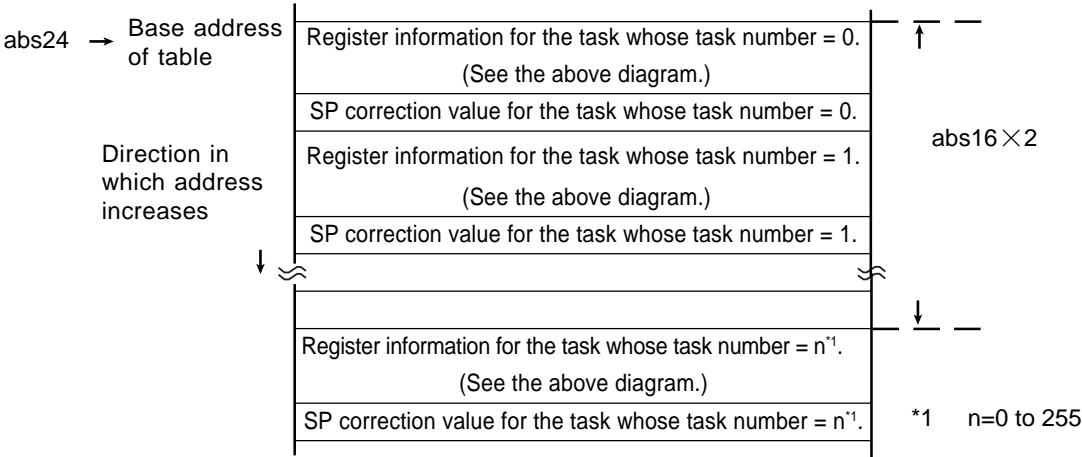 abs24 → Base address
of table
Register information for the task whose task number = 0.
(See the above diagram.)
SP correction value for the task whose task number = 0.
Direction in
which address
increases
Register information for the task whose task number = 1.
(See the above diagram.)
SP correction value for the task whose task number = 1.
abs16×2
Register information for the task whose task number = n*1.
(See the above diagram.)
SP correction value for the task whose task number = n*1.
*1 n=0 to 255